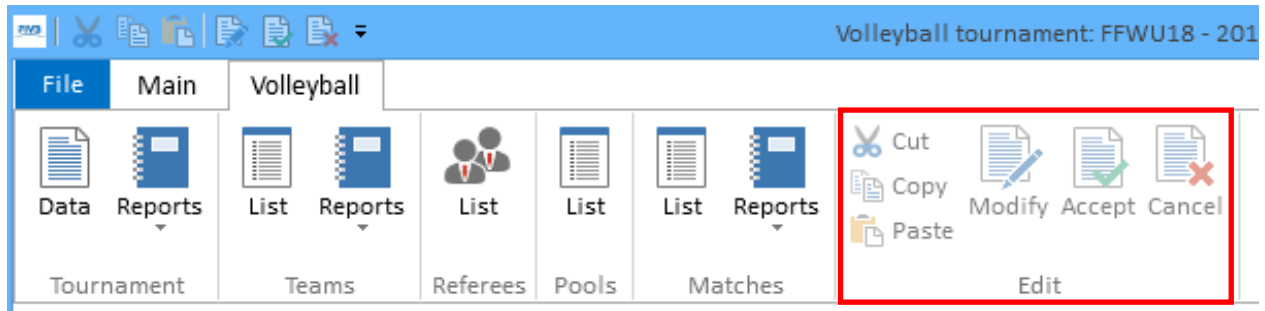 FIVB
Volleyball tournament: FFWU18 - 201
File Main Volleyball
Cut
Copy
Paste
Data Reports List Reports List List List Reports Modify Accept Cancel
Tournament Teams Referees Pools Matches Edit